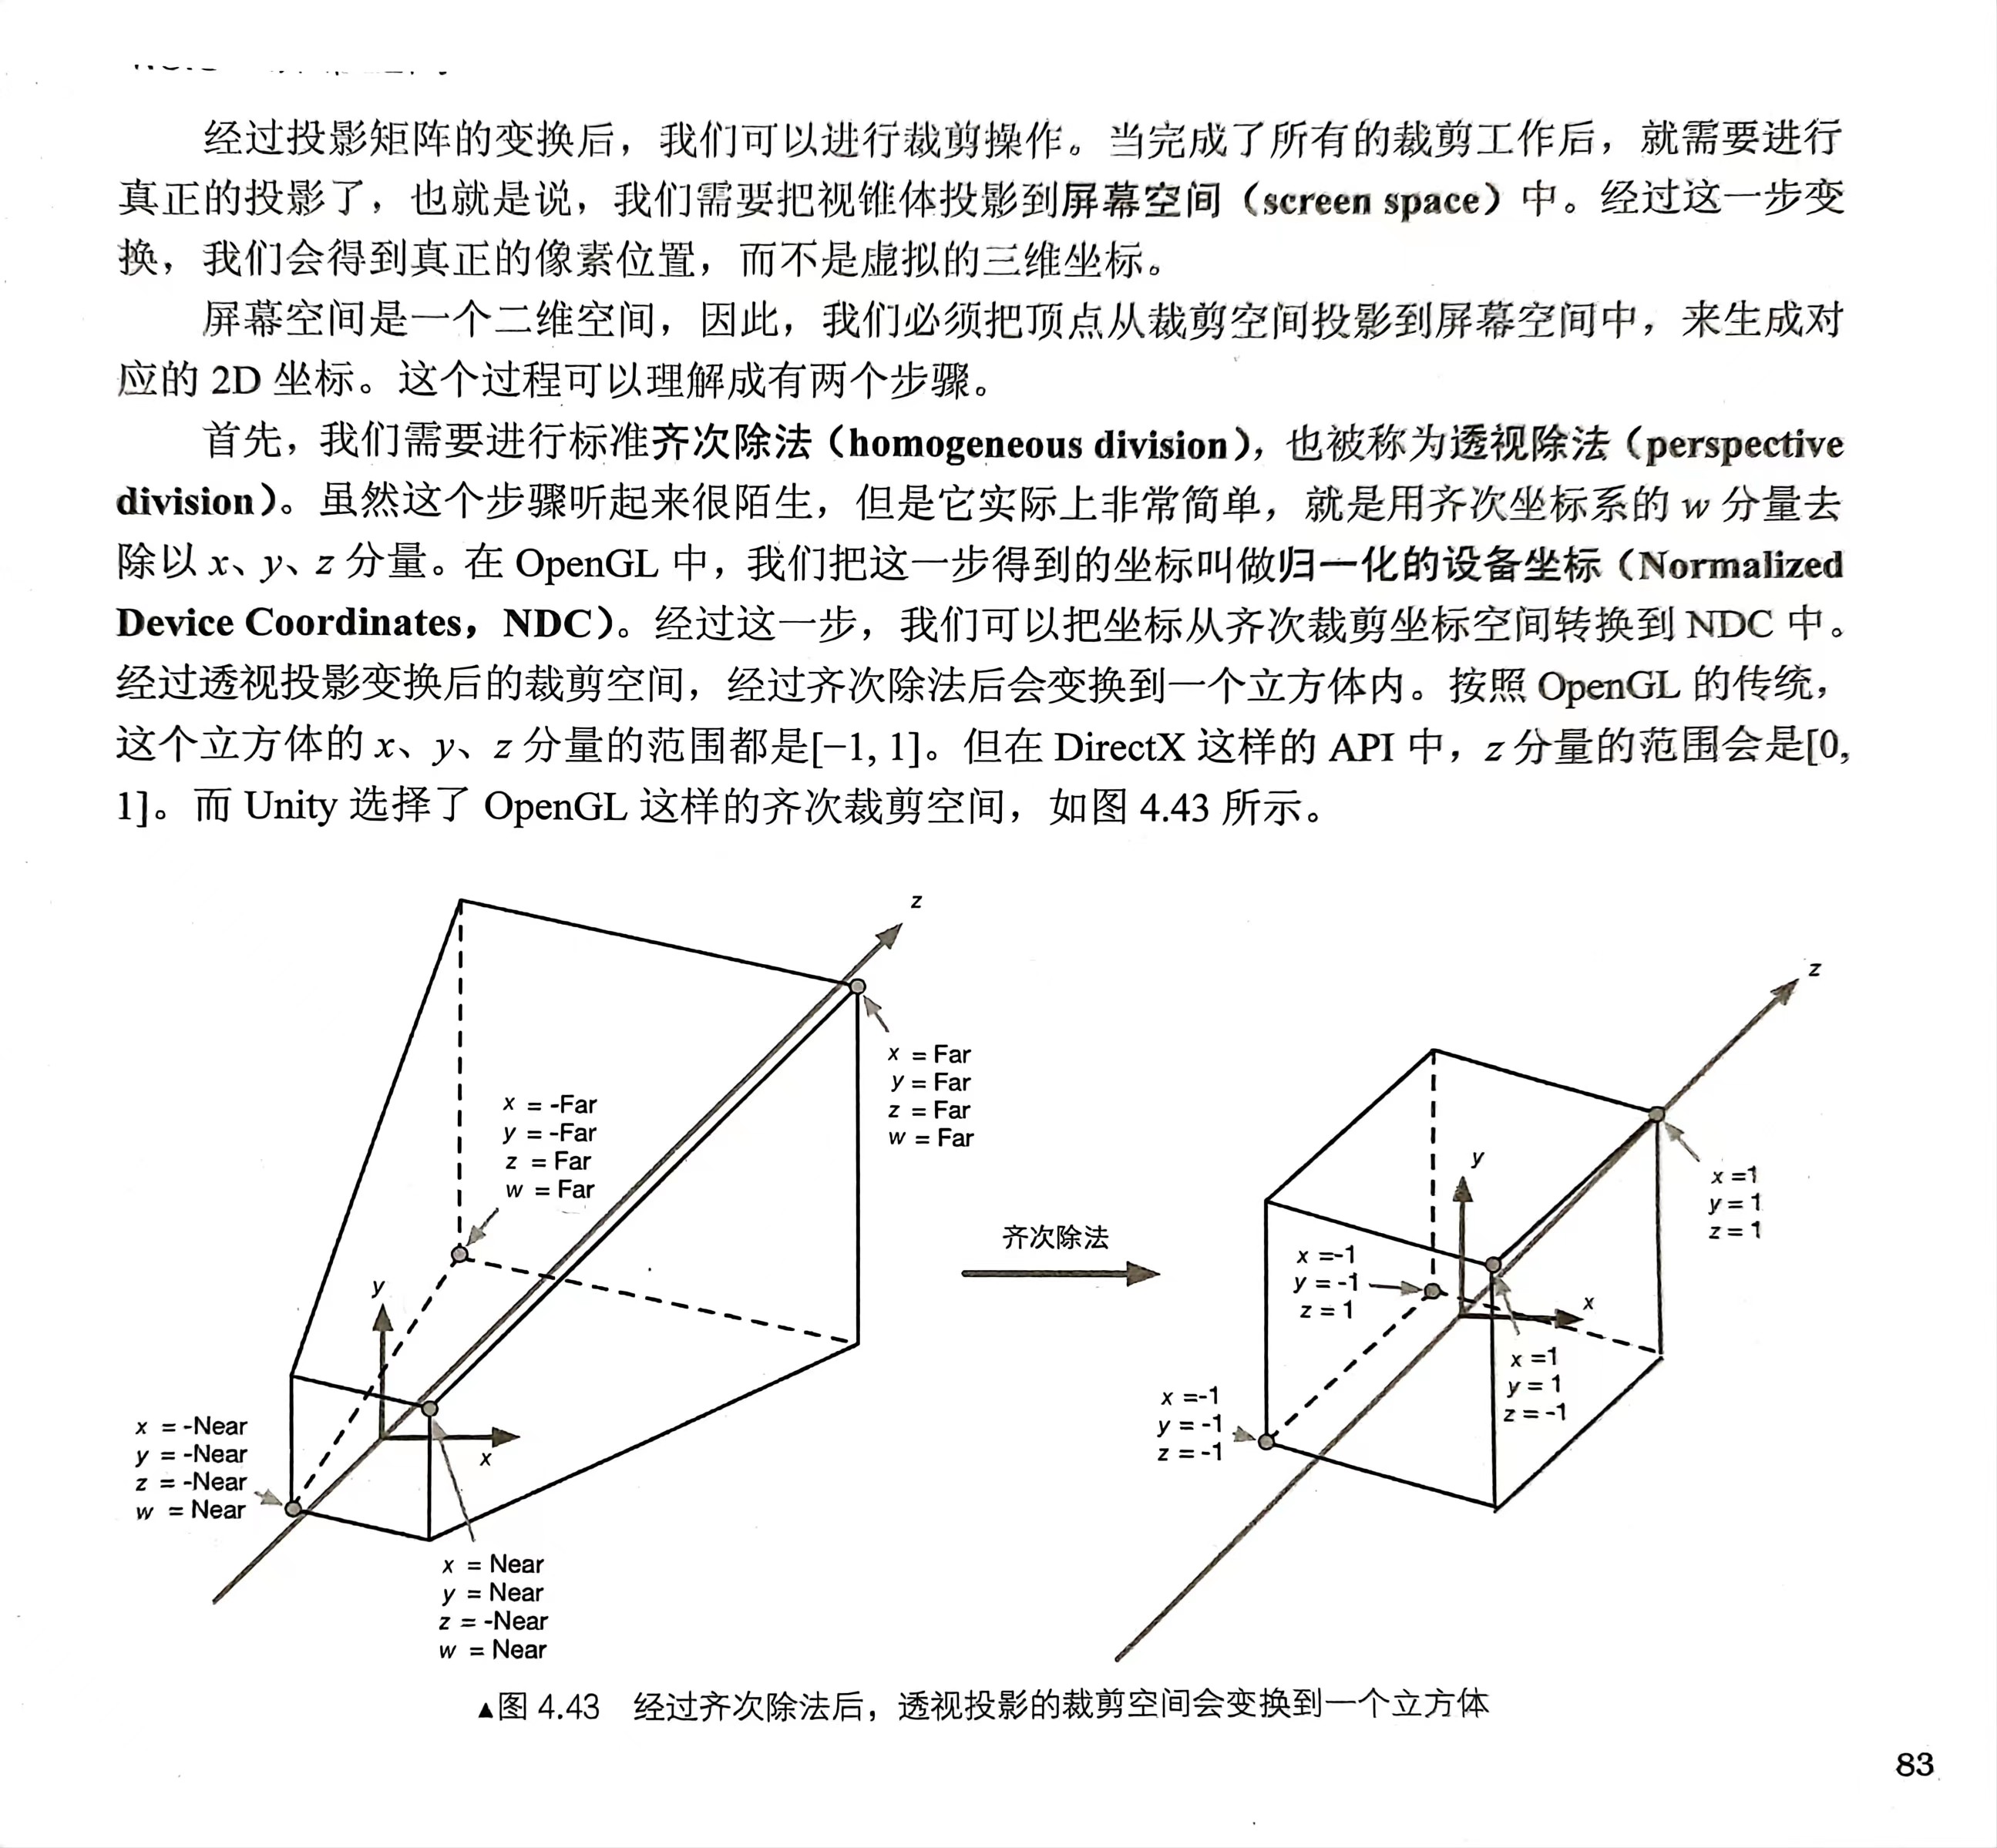 经过投影矩阵的变换后，我们可以进行裁剪操作。当完成了所有的裁剪工作后，就需要进行
真正的投影了，也就是说，我们需要把视锥体投影到屏幕空间（screen space）中。经过这一步变
换，我们会得到真正的像素位置，而不是虚拟的三维坐标。
屏幕空间是一个二维空间，因此，我们必须把顶点从裁剪空间投影到屏幕空间中，来生成对
应的 2D 坐标。这个过程可以理解成有两个步骤。
首先，我们需要进行标准齐次除法（homogeneous division），也被称为透视除法（perspective
division）。虽然这个步骤听起来很陌生，但是它实际上非常简单，就是用齐次坐标系的 w 分量去
除以 x、y、z 分量。在 OpenGL 中，我们把这一步得到的坐标叫做归一化的设备坐标（Normalized
Device Coordinates，NDC）。经过这一步，我们可以把坐标从齐次裁剪坐标空间转换到 NDC 中。
经过透视投影变换后的裁剪空间，经过齐次除法后会变换到一个立方体内。按照 OpenGL 的传统，
这个立方体的 x、y、z 分量的范围都是[−1, 1]。但在 DirectX 这样的 API 中，z 分量的范围会是[0,
1]。而 Unity 选择了 OpenGL 这样的齐次裁剪空间，如图 4.43 所示。
z
x = Far
y = Far
z = Far
w = Far
x = -Far
y = -Far
z = Far
w = Far
y
x
x = -Near
y = -Near
z = -Near
w = Near
x = Near
y = Near
z = -Near
w = Near
齐次除法
z
x =1
y = 1
z = 1
y
x
x =-1
y = -1
z = 1
x =1
y = 1
z = -1
x =-1
y = -1
z = -1
▲图 4.43 经过齐次除法后，透视投影的裁剪空间会变换到一个立方体
83